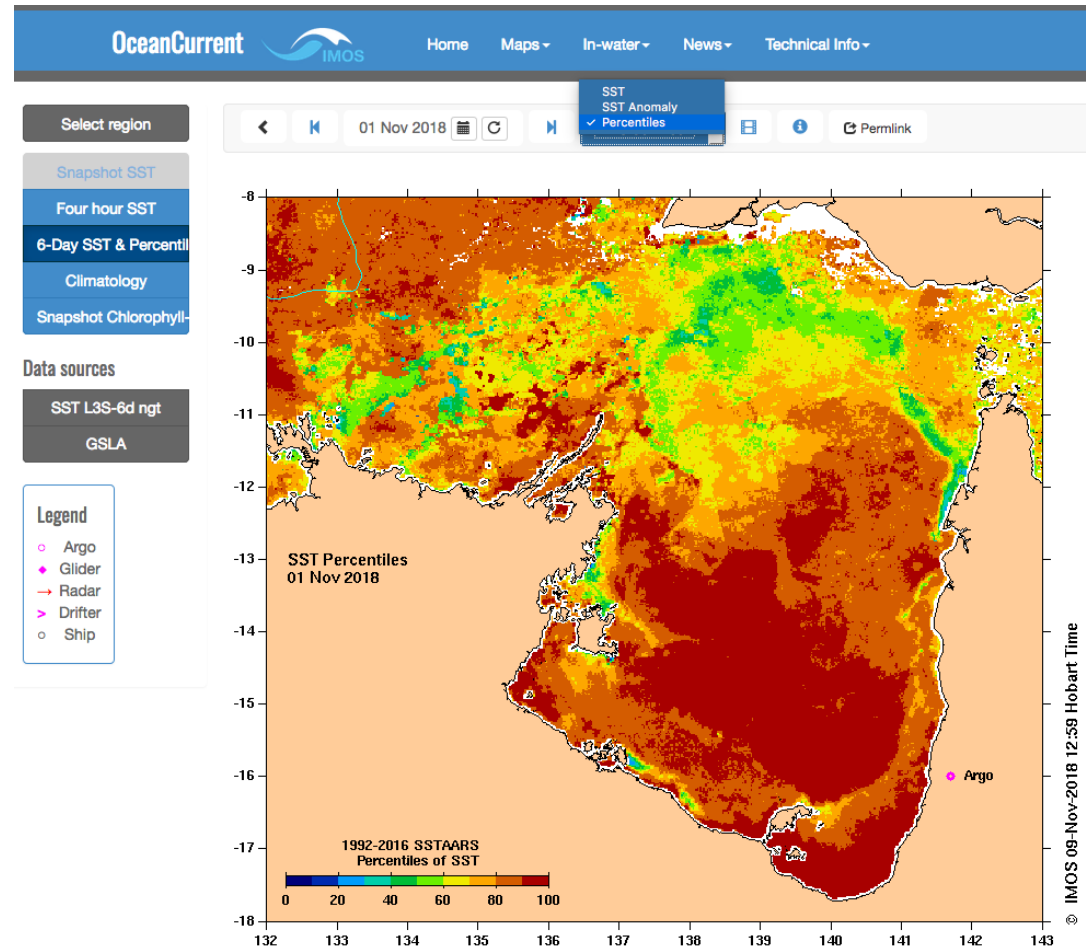 OceanCurrent
IMOS
Home Maps In-water News Technical Info
SST
SST Anomaly
✓ Percentiles
Select region
01 Nov 2018
Permlink
Snapshot SST
Four hour SST
6-Day SST & Percentil
Climatology
Snapshot Chlorophyll-
Data sources
SST L3S-6d ngt
GSLA
Legend
Argo
Glider
Radar
Drifter
Ship
-8
-9
-10
-11
-12
-13
-14
-15
-16
-17
-18
SST Percentiles
01 Nov 2018
Argo
1992-2016 SSTAARS
Percentiles of SST
0 20 40 60 80 100
132 133 134 135 136 137 138 139 140 141 142 143
© IMOS 09-Nov-2018 12:59 Hobart Time